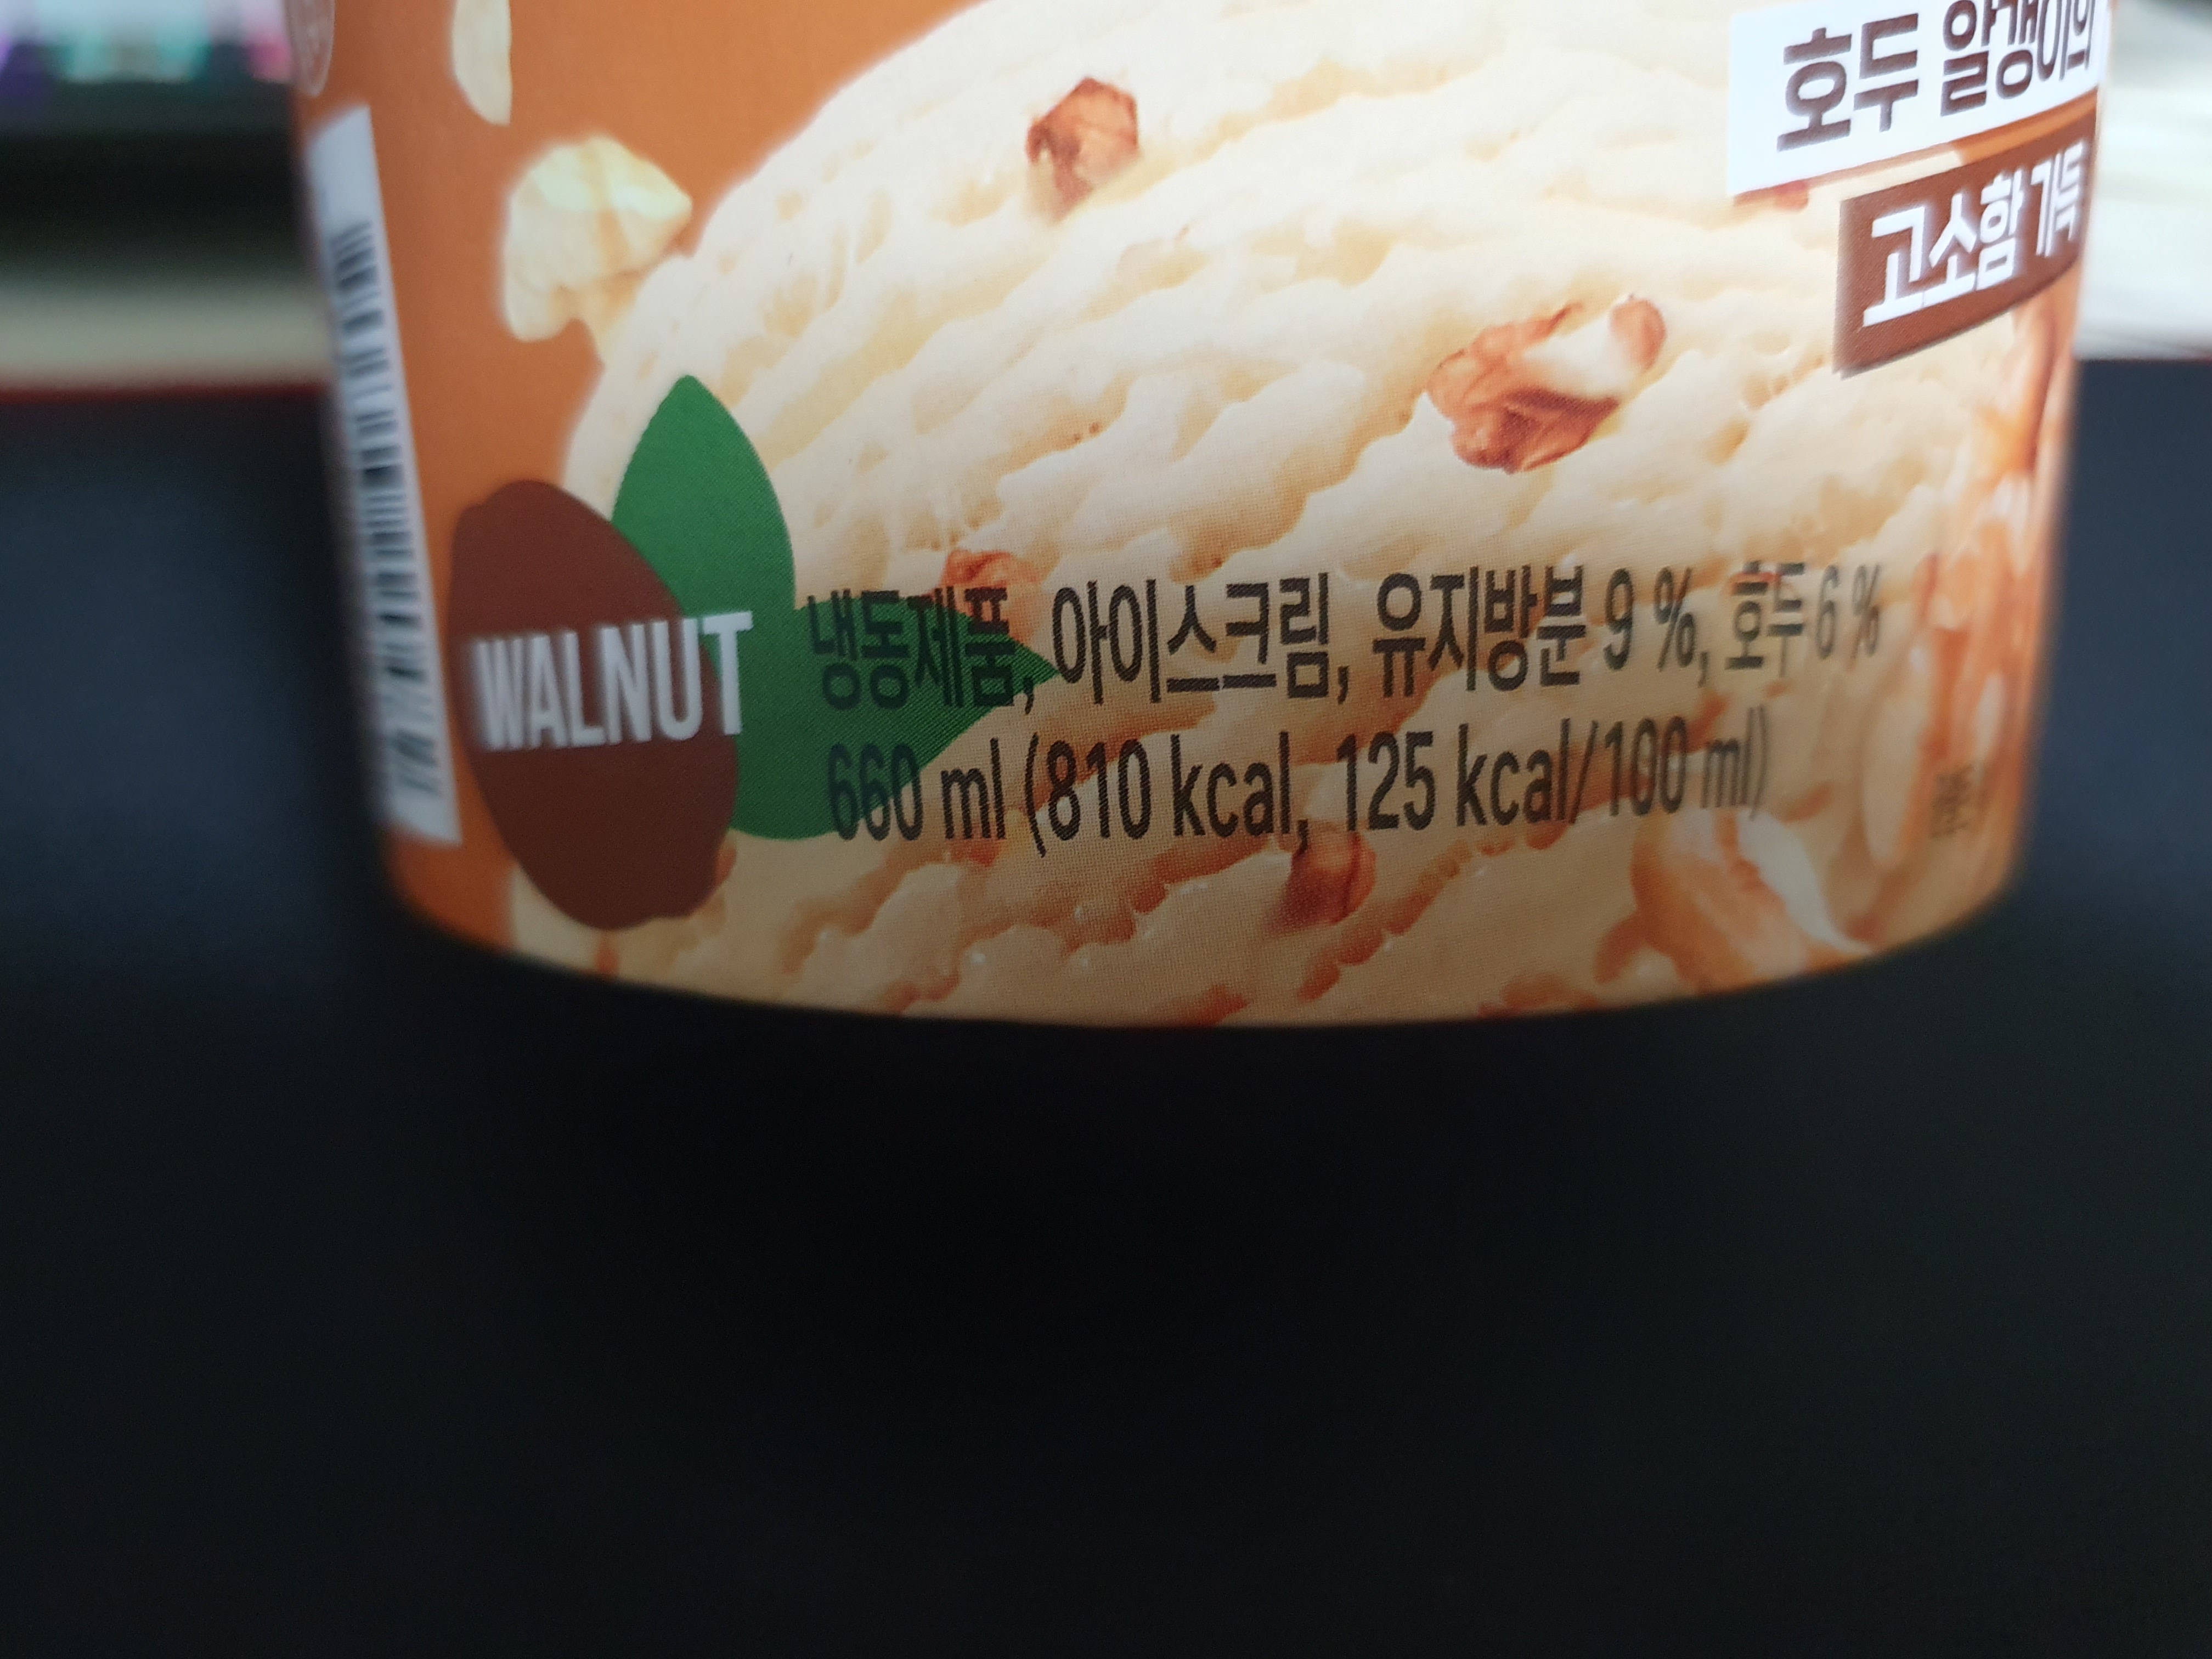 호두 알갱이의
고소함 가득
WALNUT
냉동제품, 아이스크림, 유지방분 9 %, 호두 6 %
660 ml (810 kcal, 125 kcal/100 ml)